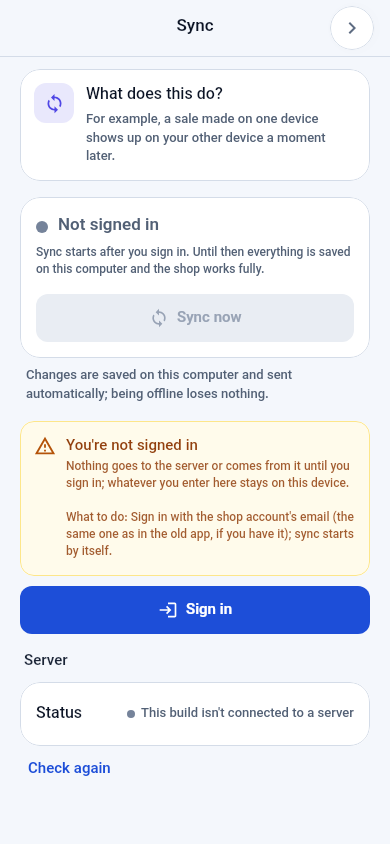 Sync
What does this do?
For example, a sale made on one device
shows up on your other device a moment
later.
Not signed in
Sync starts after you sign in. Until then everything is saved
on this computer and the shop works fully.
Sync now
Changes are saved on this computer and sent
automatically; being offline loses nothing.
You're not signed in
Nothing goes to the server or comes from it until you
sign in; whatever you enter here stays on this device.
What to do: Sign in with the shop account's email (the
same one as in the old app, if you have it); sync starts
by itself.
Sign in
Server
Status
This build isn't connected to a server
Check again